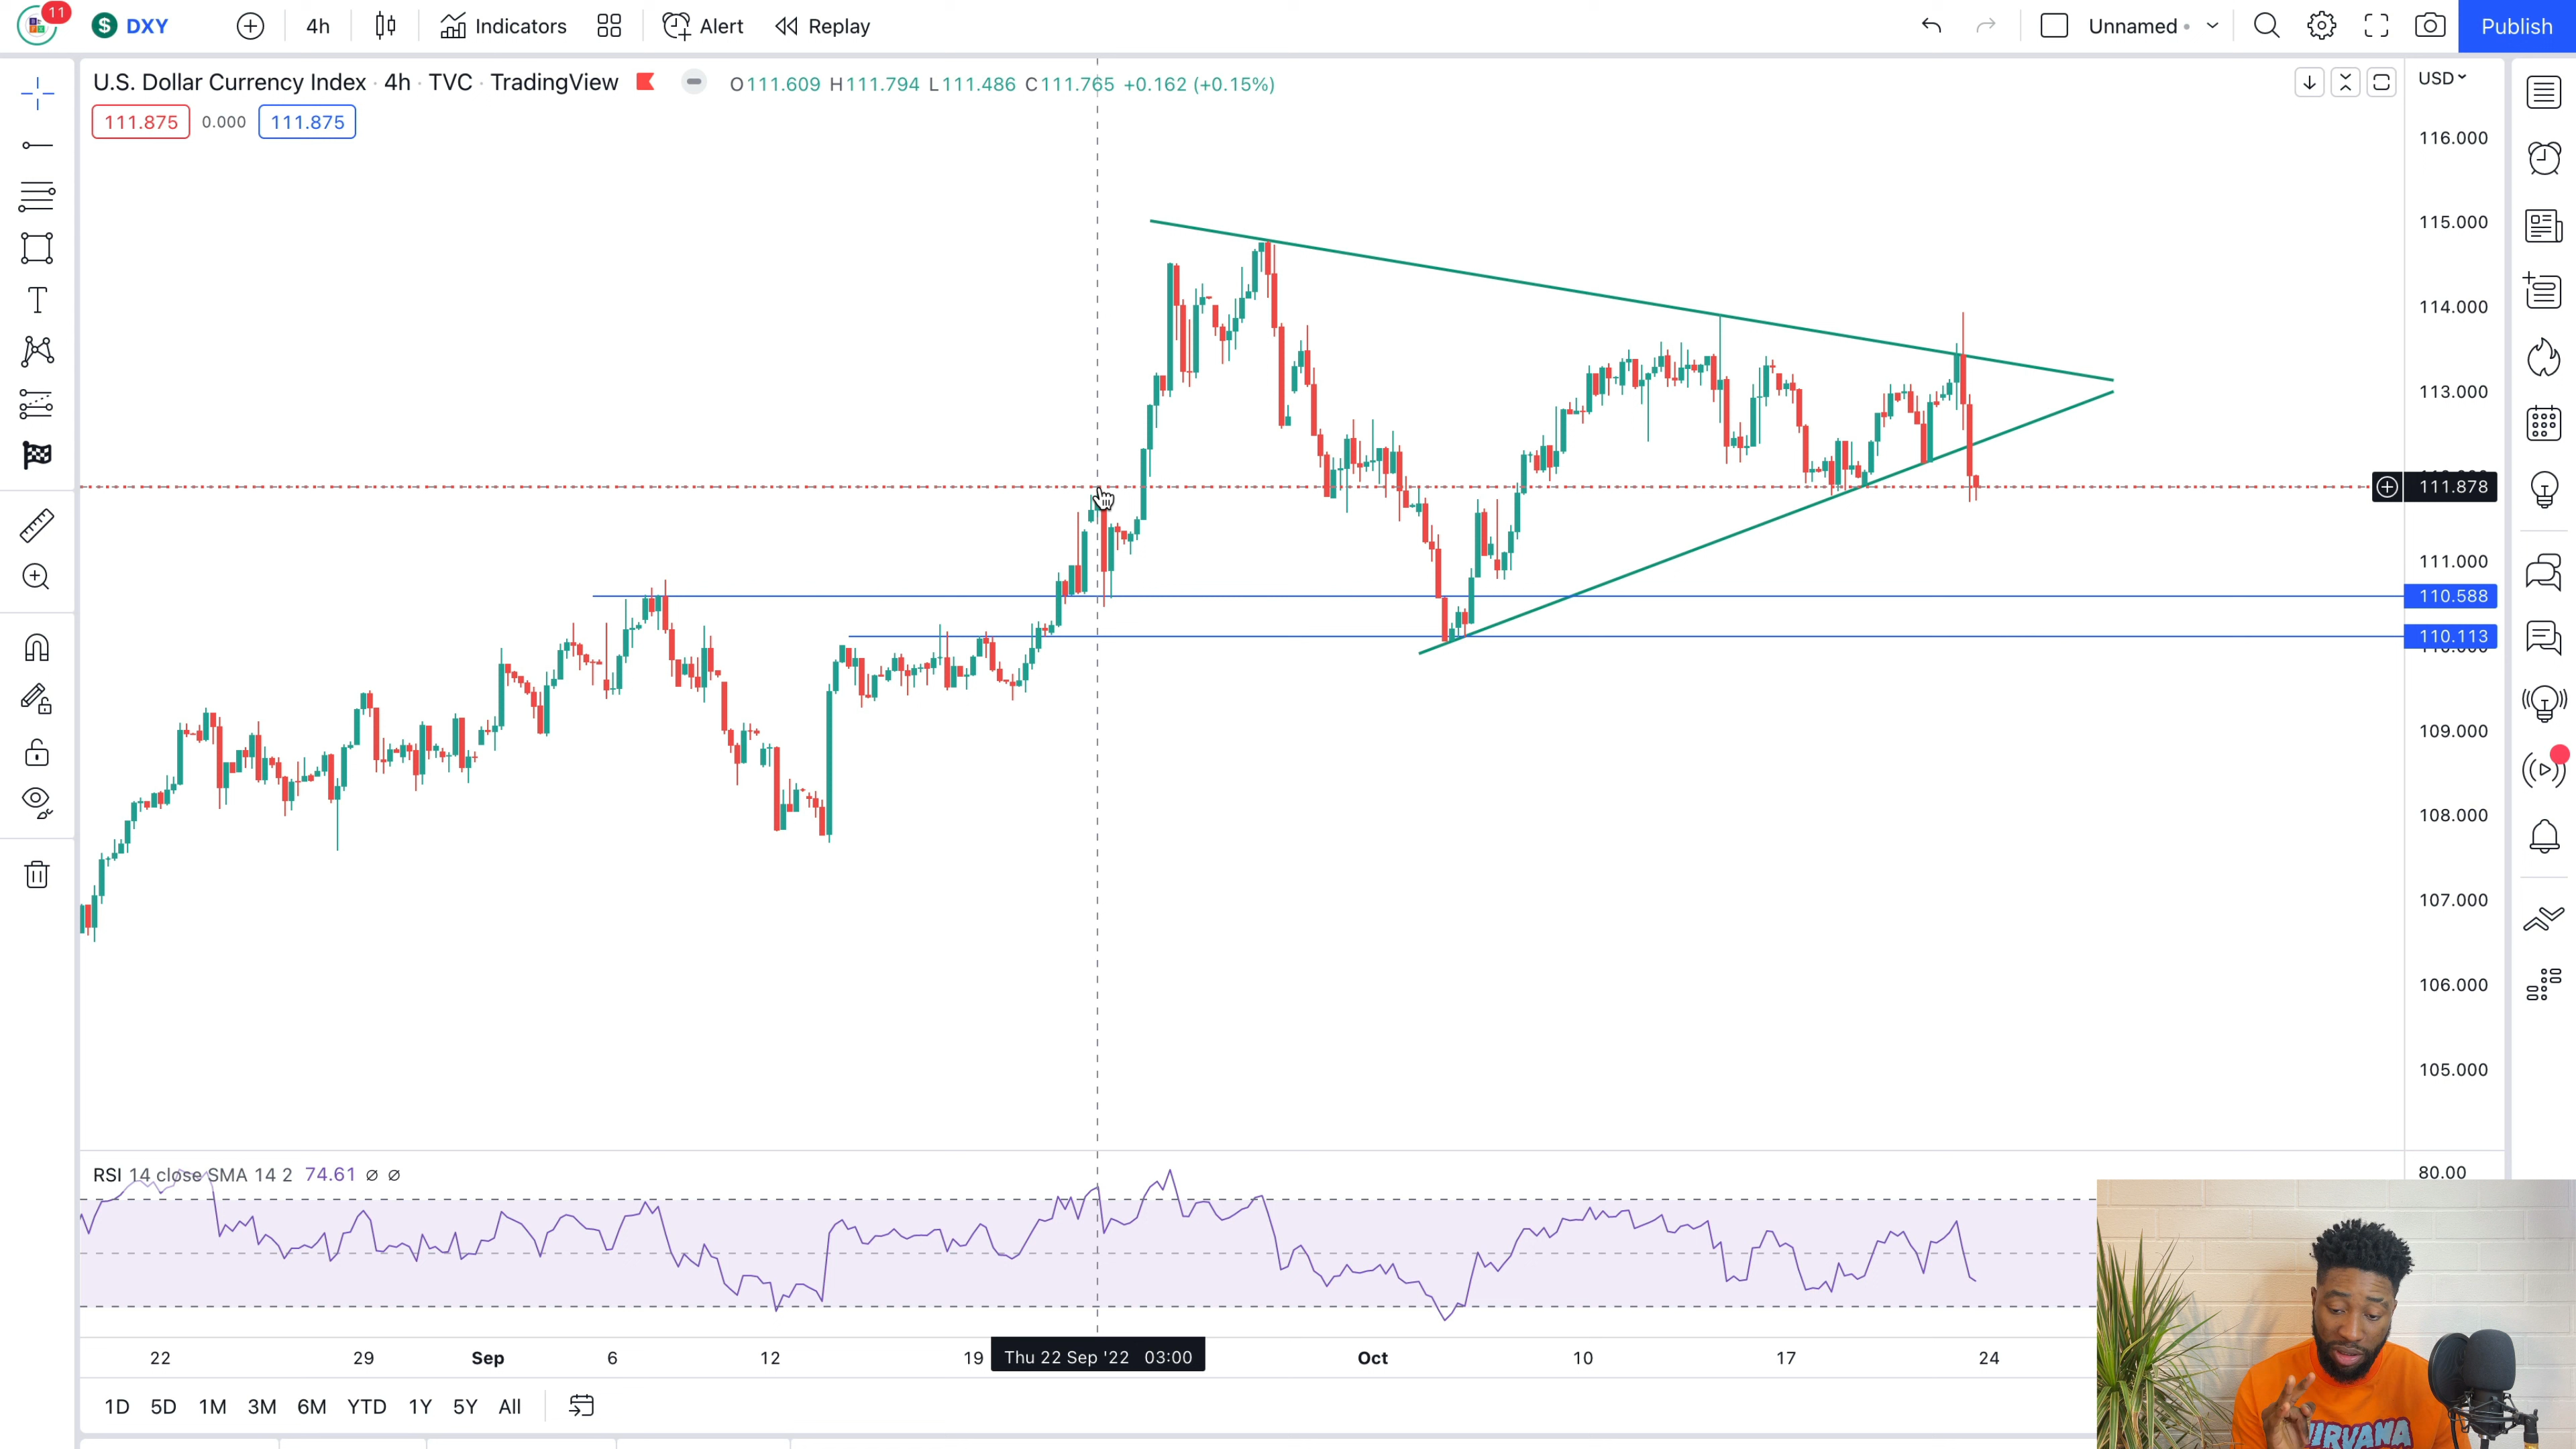 11
$ DXY 4h Indicators Alert Replay Unnamed Publish
U.S. Dollar Currency Index · 4h · TVC · TradingView O111.609 H111.794 L111.486 C111.765 +0.162 (+0.15%)
USD
111.875 0.000 111.875
116.000
115.000
114.000
113.000
111.878
111.000
110.588
110.113
109.000
108.000
107.000
106.000
105.000
RSI 14 close SMA 14 2 74.61 ∅ ∅
80.00
22 29 Sep 6 12 19 Thu 22 Sep '22 03:00 Oct 10 17 24
1D 5D 1M 3M 6M YTD 1Y 5Y All
NIRVANA